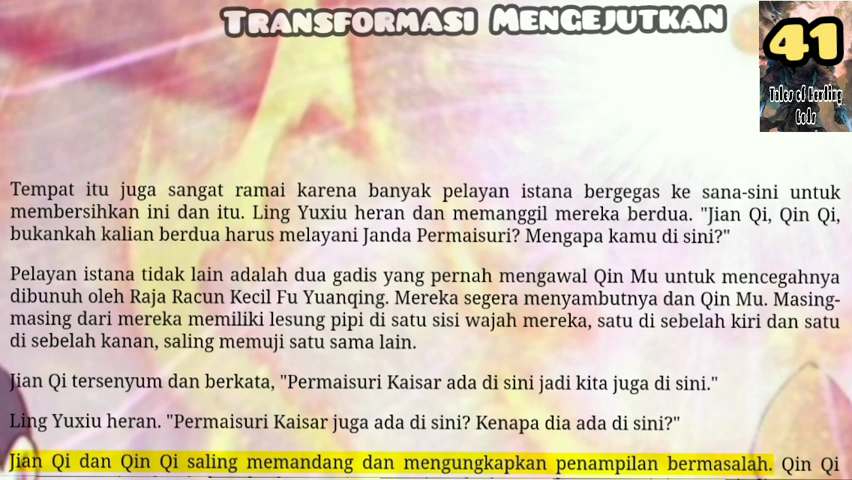 Transformasi Mengejutkan
41
Tales of Herding
Gods
Tempat itu juga sangat ramai karena banyak pelayan istana bergegas ke sana-sini untuk
membersihkan ini dan itu. Ling Yuxiu heran dan memanggil mereka berdua. "Jian Qi, Qin Qi,
bukankah kalian berdua harus melayani Janda Permaisuri? Mengapa kamu di sini?"
Pelayan istana tidak lain adalah dua gadis yang pernah mengawal Qin Mu untuk mencegahnya
dibunuh oleh Raja Racun Kecil Fu Yuanqing. Mereka segera menyambutnya dan Qin Mu. Masing-
masing dari mereka memiliki lesung pipi di satu sisi wajah mereka, satu di sebelah kiri dan satu
di sebelah kanan, saling memuji satu sama lain.
Jian Qi tersenyum dan berkata, "Permaisuri Kaisar ada di sini jadi kita juga di sini."
Ling Yuxiu heran. "Permaisuri Kaisar juga ada di sini? Kenapa dia ada di sini?"
Jian Qi dan Qin Qi saling memandang dan mengungkapkan penampilan bermasalah. Qin Qi